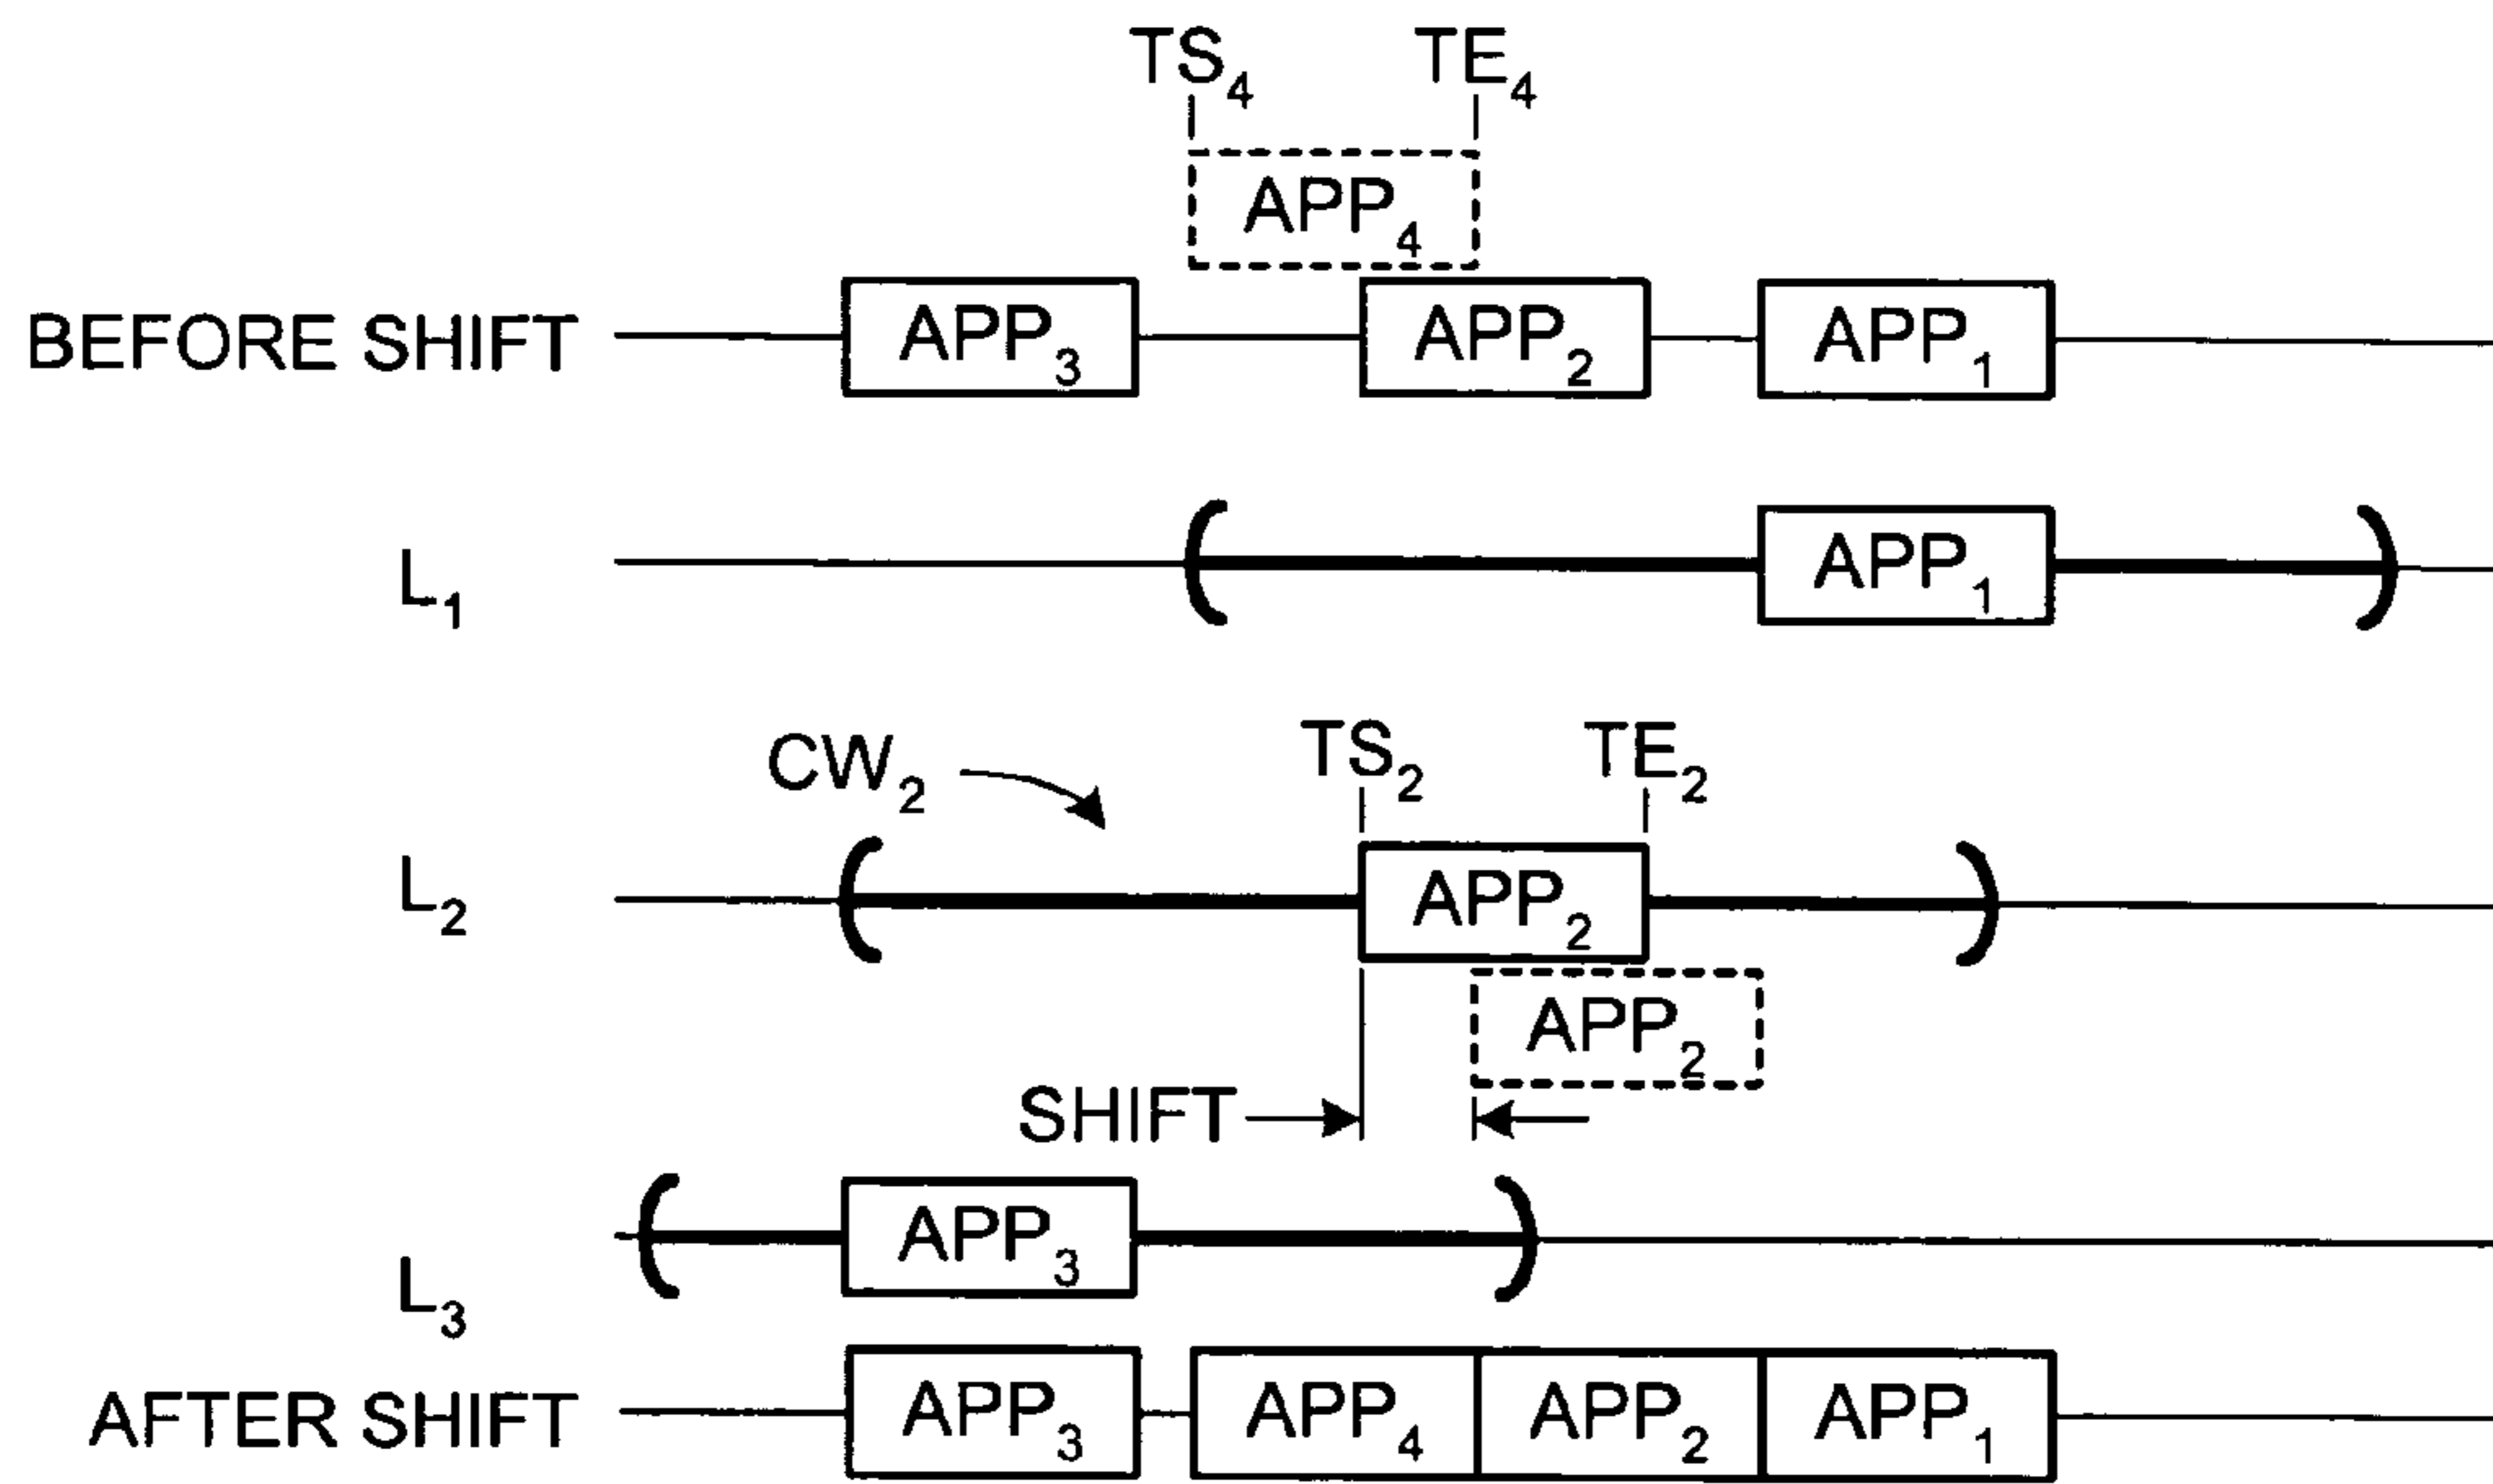 TS₄ TE₄
APP₄
BEFORE SHIFT APP₃ APP₂ APP₁
L₁ APP₁
CW₂ TS₂ TE₂
L₂ APP₂
APP₂
SHIFT
L₃ APP₃
AFTER SHIFT APP₃ APP₄ APP₂ APP₁